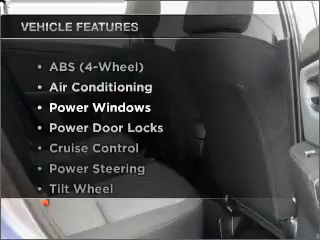 VEHICLE FEATURES
• ABS (4-Wheel)
• Air Conditioning
• Power Windows
• Power Door Locks
• Cruise Control
• Power Steering
• Tilt Wheel